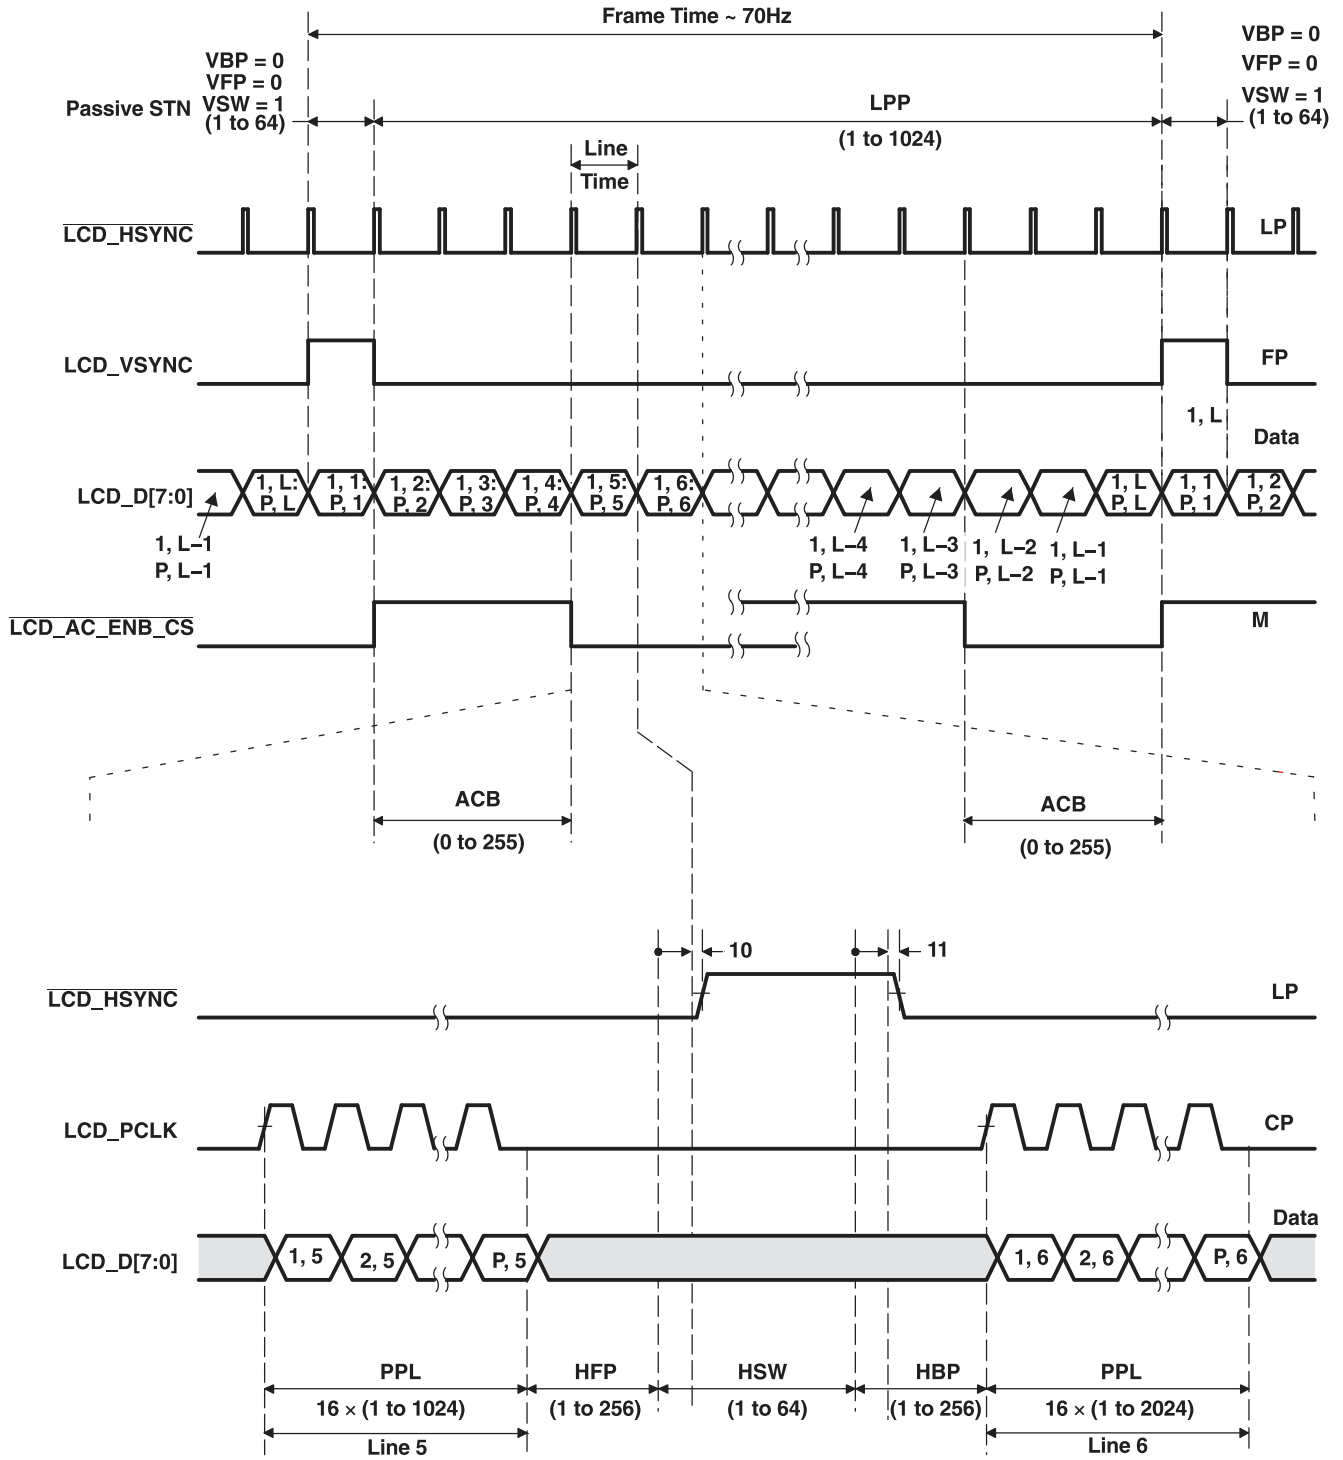 Frame Time ~ 70Hz
VBP = 0
VFP = 0
VSW = 1
(1 to 64)
Passive STN
LPP
(1 to 1024)
VBP = 0
VFP = 0
VSW = 1
(1 to 64)
Line
Time
LCD_HSYNC
LP
LCD_VSYNC
FP
1, L
Data
LCD_D[7:0]
1, L:
P, L
1, 1:
P, 1
1, 2:
P, 2
1, 3:
P, 3
1, 4:
P, 4
1, 5:
P, 5
1, 6:
P, 6
1, L
P, L
1, 1
P, 1
1, 2
P, 2
1, L–1
P, L–1
1, L–4
P, L–4
1, L–3
P, L–3
1, L–2
P, L–2
1, L–1
P, L–1
LCD_AC_ENB_CS
M
ACB
(0 to 255)
ACB
(0 to 255)
10
11
LCD_HSYNC
LP
LCD_PCLK
CP
Data
LCD_D[7:0]
1, 5
2, 5
P, 5
1, 6
2, 6
P, 6
PPL
HFP
HSW
HBP
PPL
16 × (1 to 1024)
(1 to 256)
(1 to 64)
(1 to 256)
16 × (1 to 2024)
Line 5
Line 6